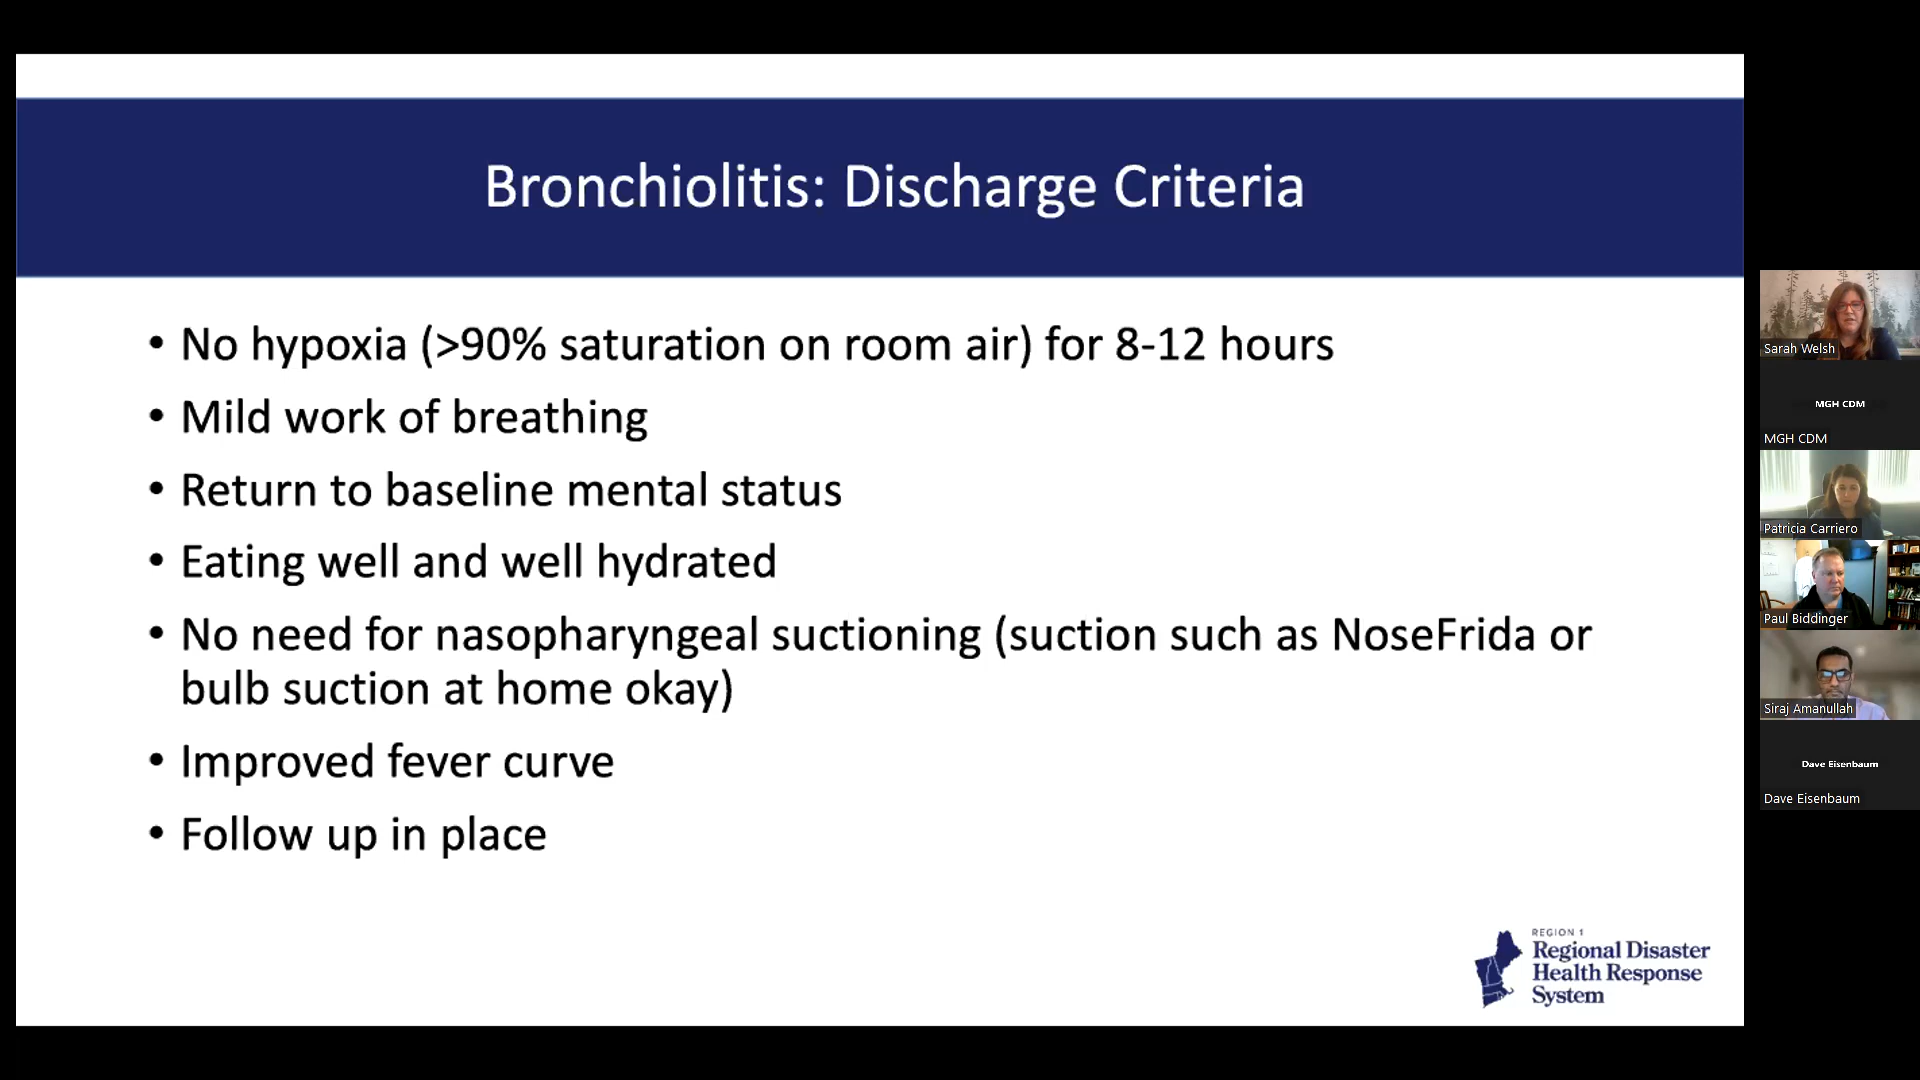 Bronchiolitis: Discharge Criteria
• No hypoxia (>90% saturation on room air) for 8-12 hours
• Mild work of breathing
• Return to baseline mental status
• Eating well and well hydrated
• No need for nasopharyngeal suctioning (suction such as NoseFrida or
bulb suction at home okay)
• Improved fever curve
• Follow up in place
REGION 1
Regional Disaster
Health Response
System
Sarah Welsh
MGH CDM
MGH CDM
Patricia Carriero
Paul Biddinger
Siraj Amanullah
Dave Eisenbaum
Dave Eisenbaum